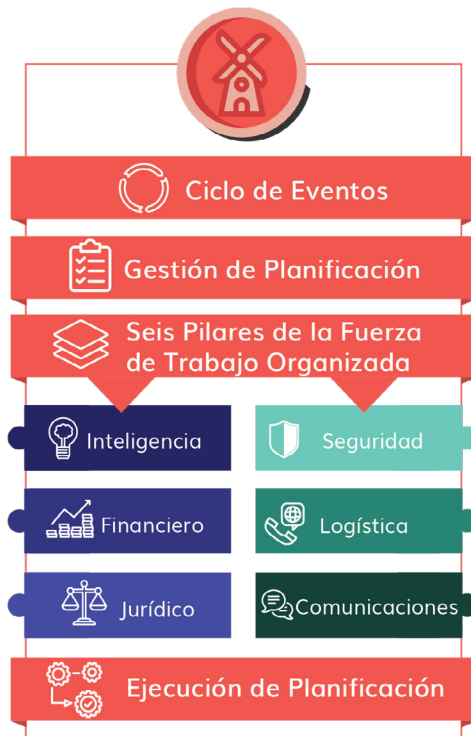 Ciclo de Eventos
Gestión de Planificación
Seis Pilares de la Fuerza
de Trabajo Organizada
Inteligencia
Seguridad
Financiero
Logística
Jurídico
Comunicaciones
Ejecución de Planificación